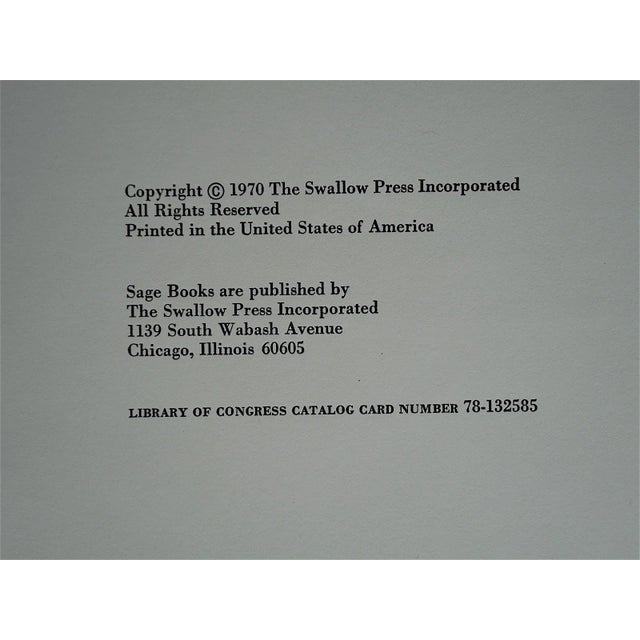 Copyright © 1970 The Swallow Press Incorporated
All Rights Reserved
Printed in the United States of America
Sage Books are published by
The Swallow Press Incorporated
1139 South Wabash Avenue
Chicago, Illinois 60605
LIBRARY OF CONGRESS CATALOG CARD NUMBER 78-132585